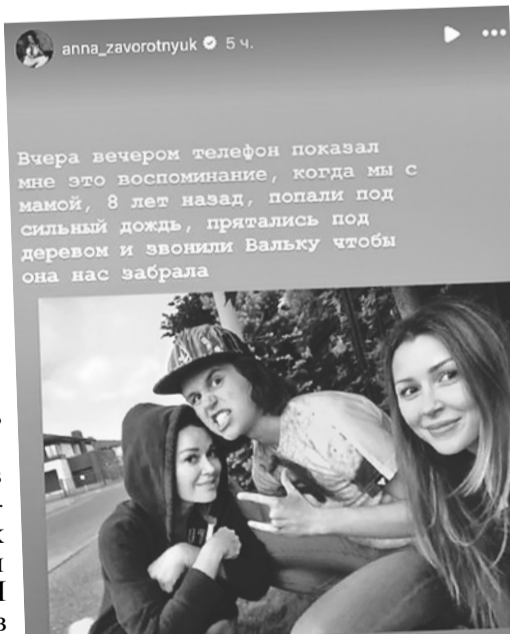 anna_zavorotnyuk 5 ч.
Вчера вечером телефон показал
мне это воспоминание, когда мы с
мамой, 8 лет назад, попали под
сильный дождь, прятались под
деревом и звонили Вальку чтобы
она нас забрала